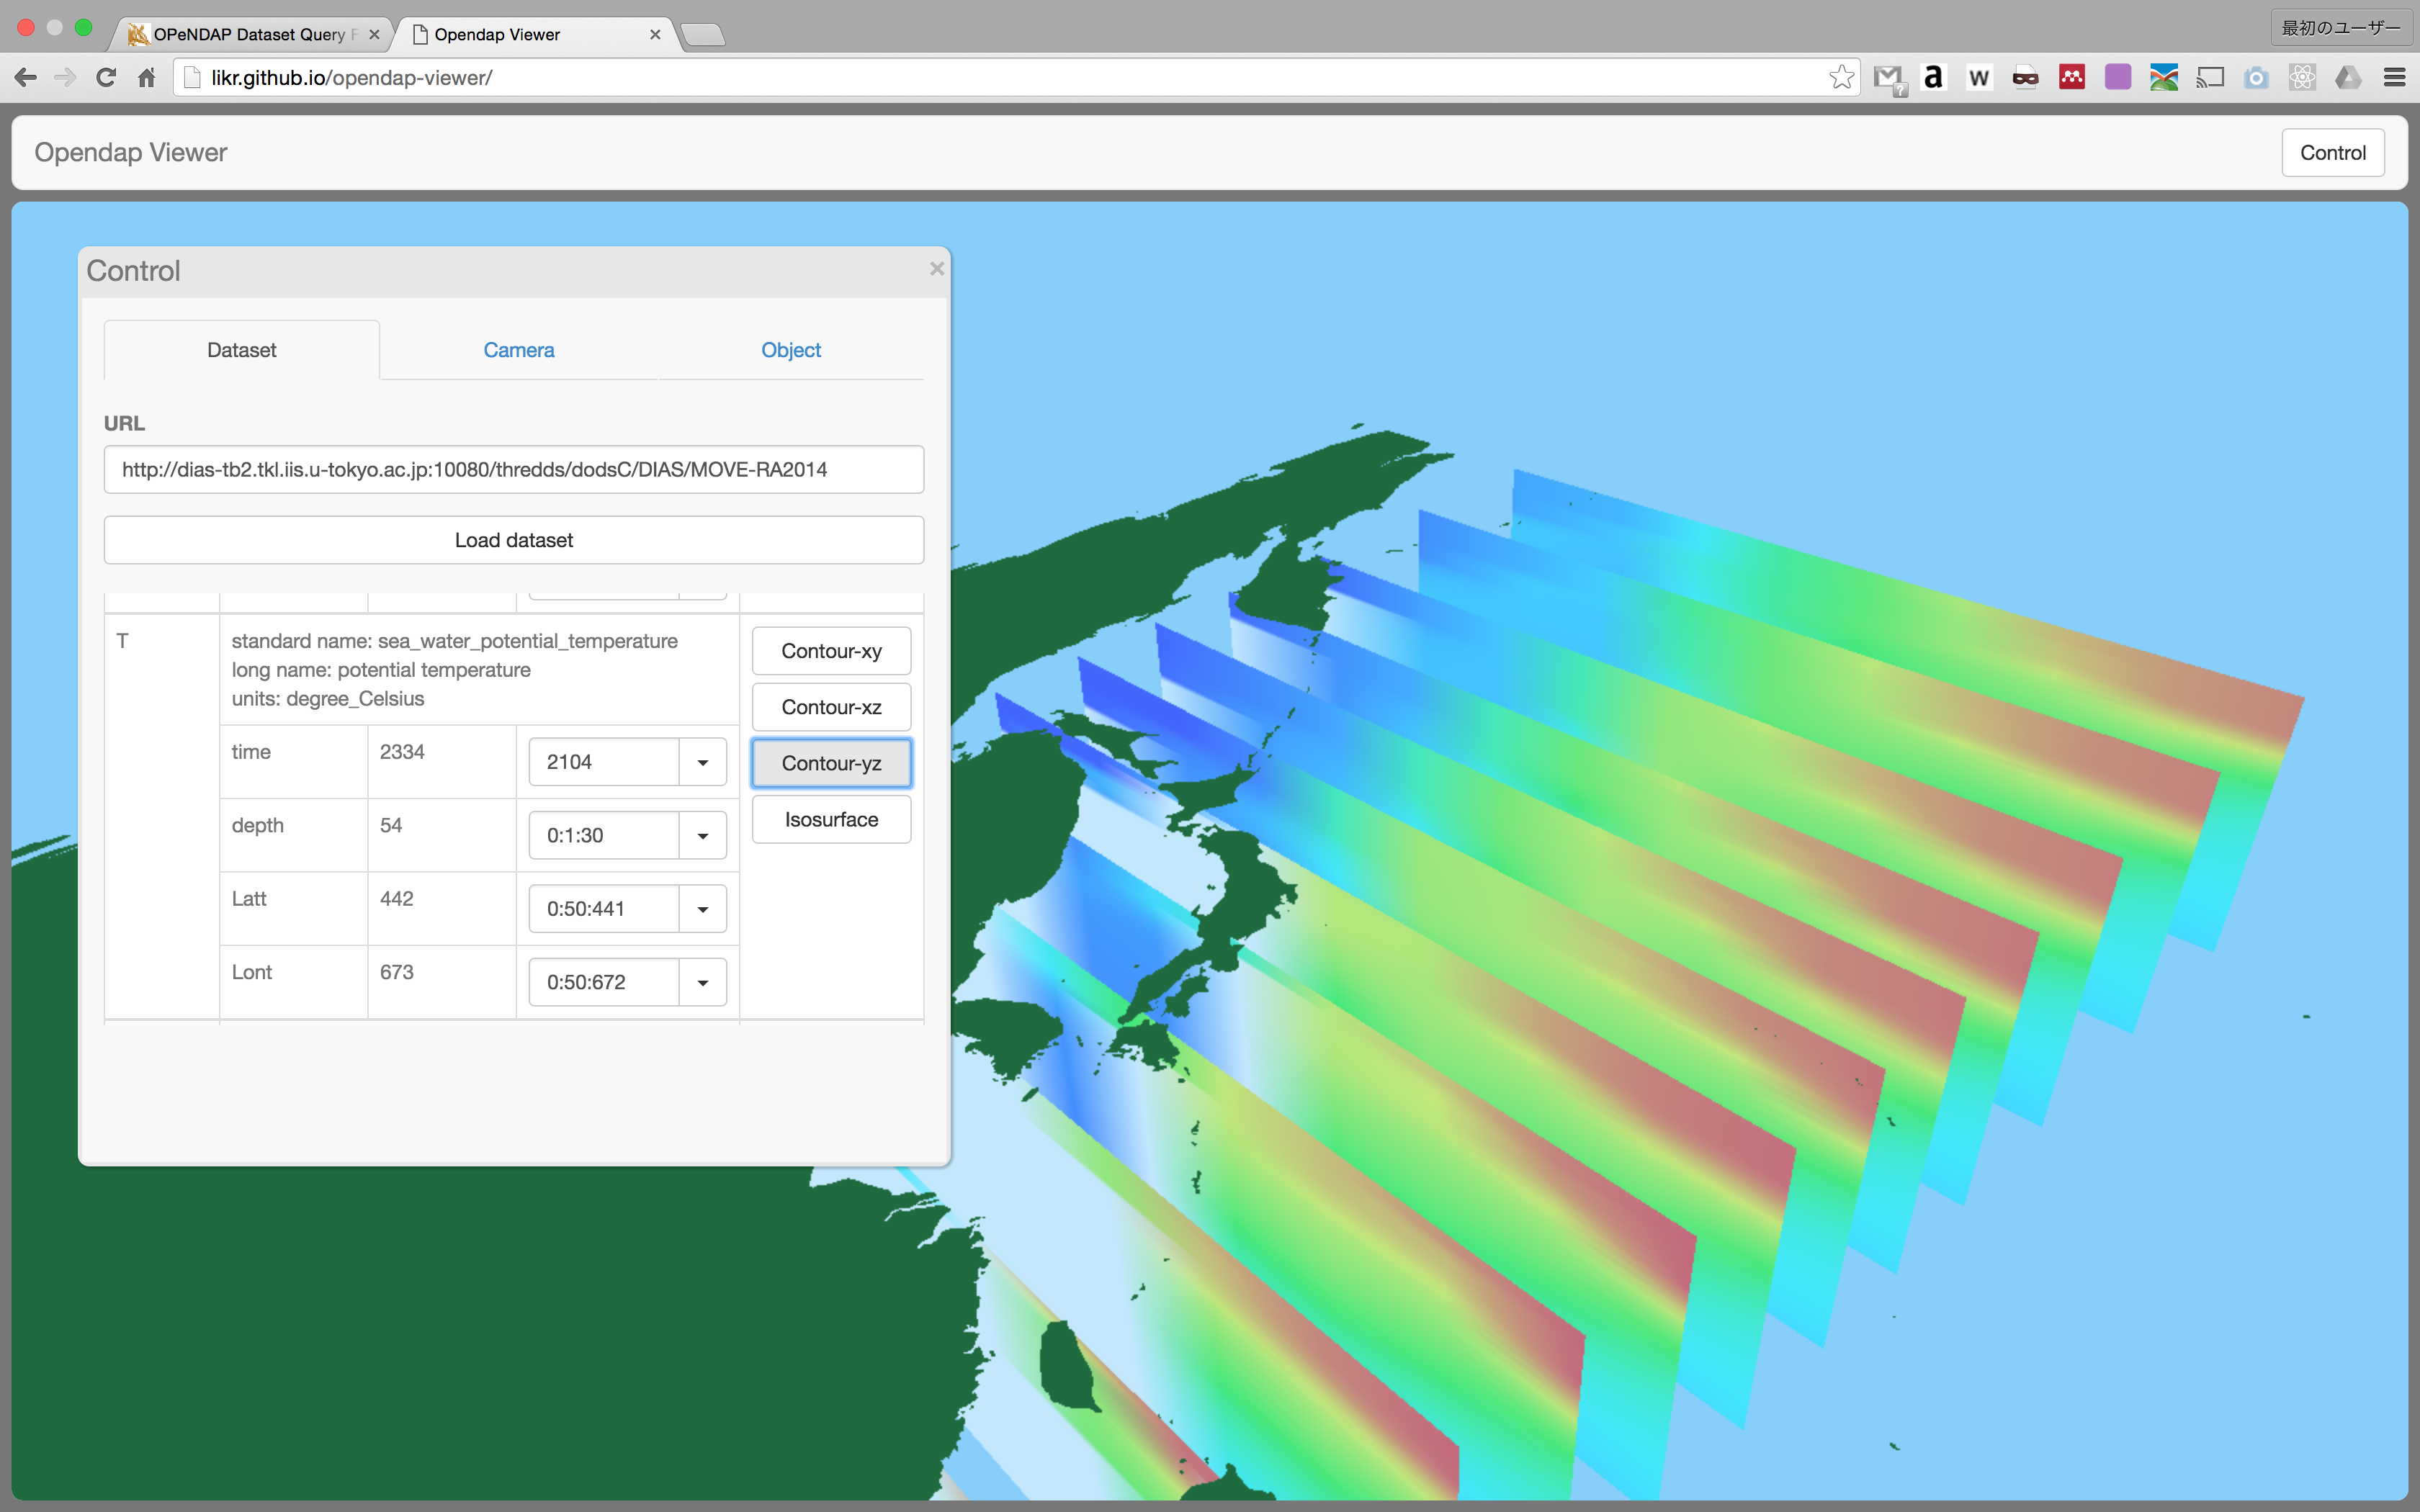 OPeNDAP Dataset Query F
Opendap Viewer
最初のユーザー
likr.github.io/opendap-viewer/
Opendap Viewer
Control
Control
Dataset
Camera
Object
URL
http://dias-tb2.tkl.iis.u-tokyo.ac.jp:10080/thredds/dodsC/DIAS/MOVE-RA2014
Load dataset
T
standard name: sea_water_potential_temperature
long name: potential temperature
units: degree_Celsius
time 2334 2104
depth 54 0:1:30
Latt 442 0:50:441
Lont 673 0:50:672
Contour-xy
Contour-xz
Contour-yz
Isosurface